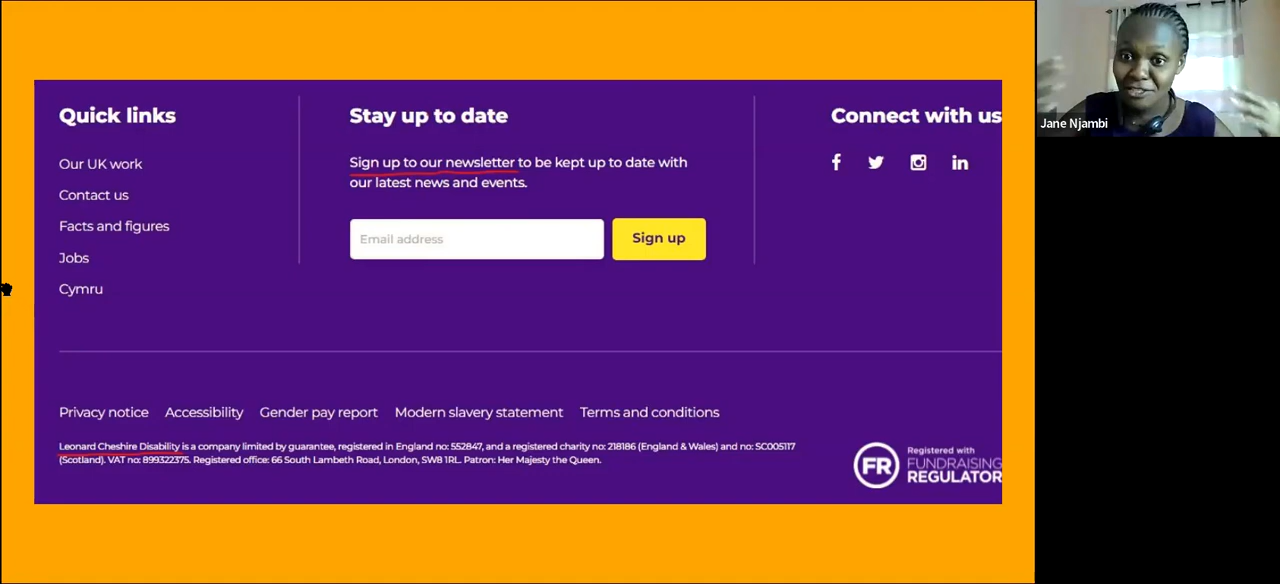 Quick links
Our UK work
Contact us
Facts and figures
Jobs
Cymru
Stay up to date
Sign up to our newsletter to be kept up to date with
our latest news and events.
Email address
Sign up
Connect with us
Privacy notice Accessibility Gender pay report Modern slavery statement Terms and conditions
Leonard Cheshire Disability is a company limited by guarantee, registered in England no: 552847, and a registered charity no: 218186 (England & Wales) and no: SC005117
(Scotland). VAT no: 899322375. Registered office: 66 South Lambeth Road, London, SW8 1RL. Patron: Her Majesty the Queen.
FR
Registered with
FUNDRAISING
REGULATOR
Jane Njambi